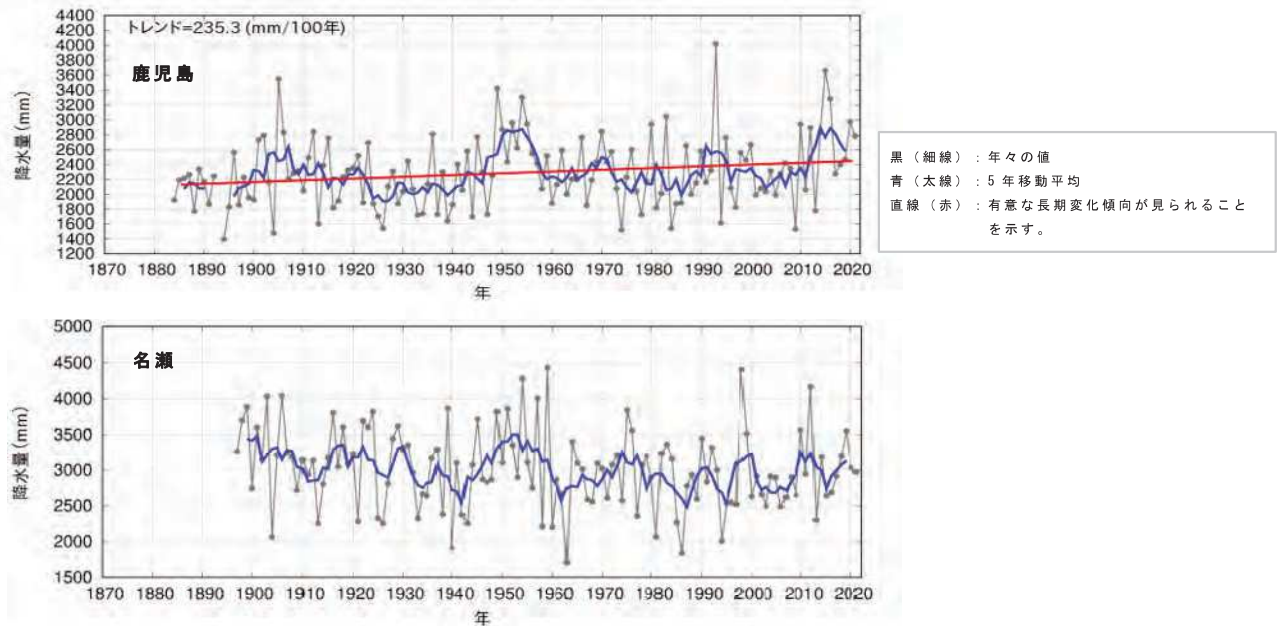 トレンド=235.3 (mm/100年)
鹿児島
降水量(mm)
4400
4200
4000
3800
3600
3400
3200
3000
2800
2600
2400
2200
2000
1800
1600
1400
1200
1870 1880 1890 1900 1910 1920 1930 1940 1950 1960 1970 1980 1990 2000 2010 2020
年
黒（細線）：年々の値
青（太線）：5年移動平均
直線（赤）：有意な長期変化傾向が見られること
を示す。
名瀬
降水量(mm)
5000
4500
4000
3500
3000
2500
2000
1500
1870 1880 1890 1900 1910 1920 1930 1940 1950 1960 1970 1980 1990 2000 2010 2020
年